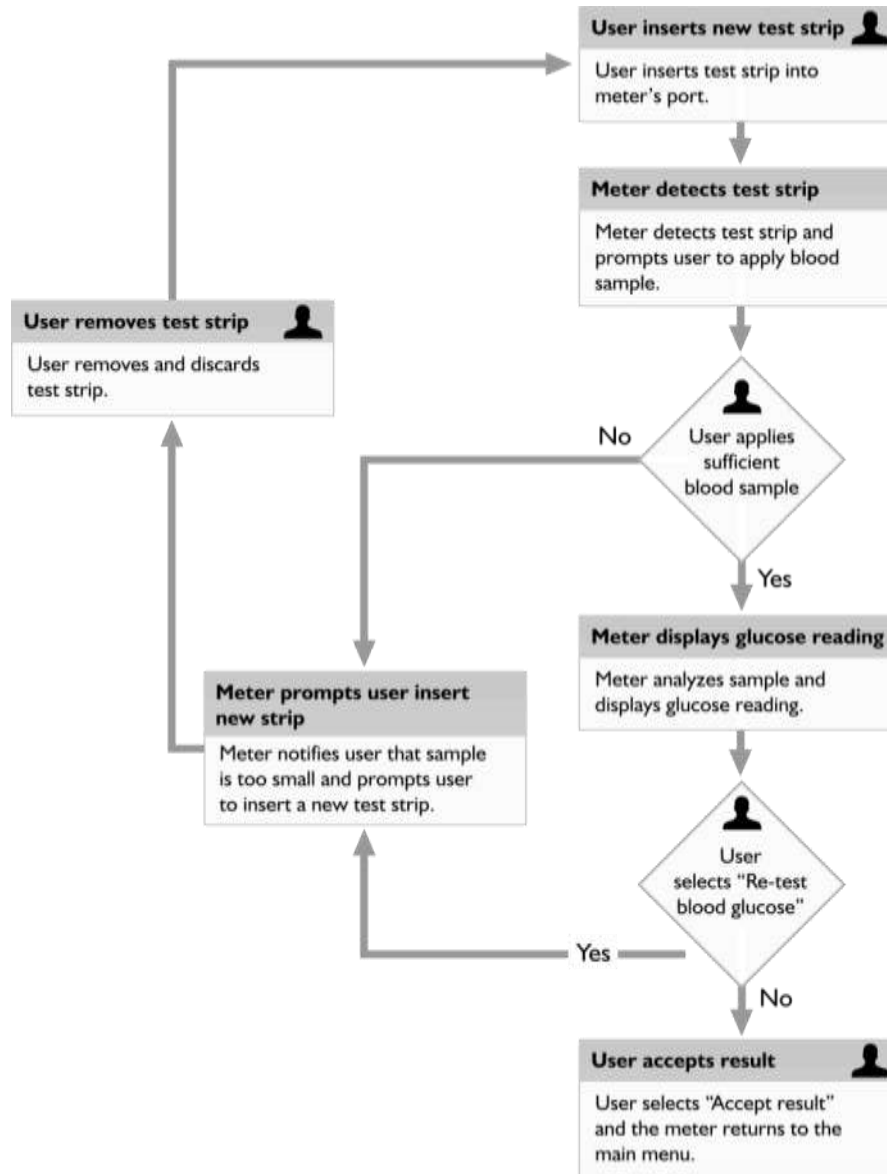 User inserts new test strip
User inserts test strip into
meter's port.
Meter detects test strip
Meter detects test strip and
prompts user to apply blood
sample.
User removes test strip
User removes and discards
test strip.
No
User applies
sufficient
blood sample
Yes
Meter displays glucose reading
Meter analyzes sample and
displays glucose reading.
Meter prompts user insert
new strip
Meter notifies user that sample
is too small and prompts user
to insert a new test strip.
User
selects "Re-test
blood glucose"
Yes
No
User accepts result
User selects "Accept result"
and the meter returns to the
main menu.